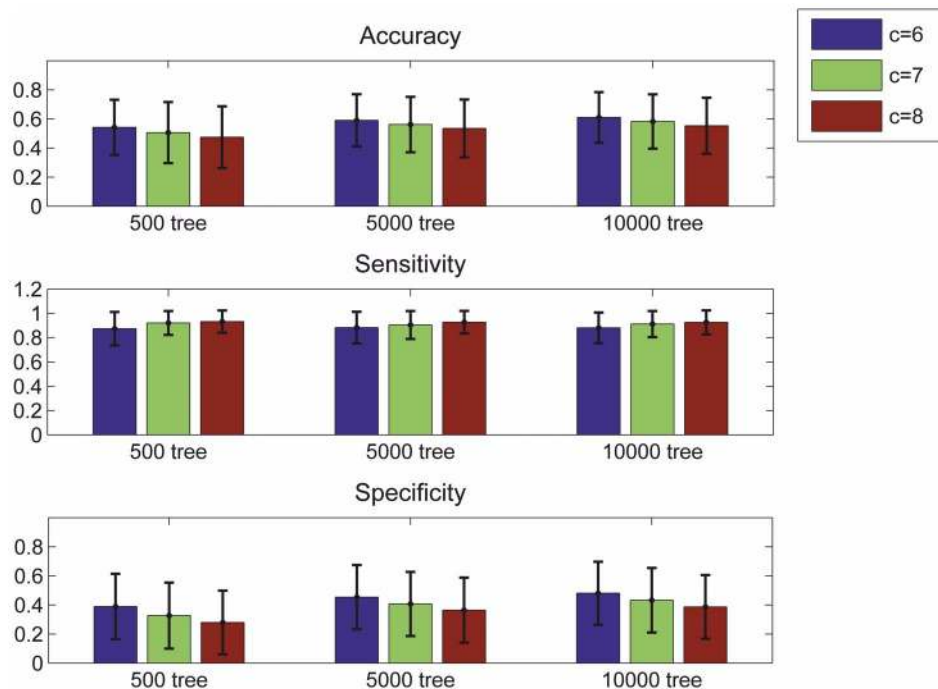 Accuracy
c=6
c=7
c=8
0.8
0.6
0.4
0.2
0
500 tree
5000 tree
10000 tree
Sensitivity
1.2
1
0.8
0.6
0.4
0.2
0
500 tree
5000 tree
10000 tree
Specificity
0.8
0.6
0.4
0.2
0
500 tree
5000 tree
10000 tree